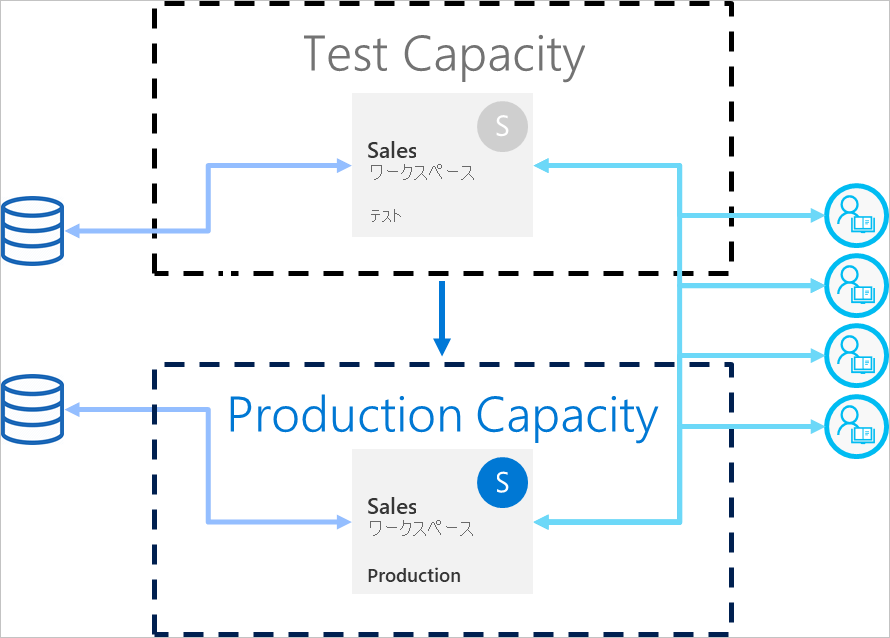 Test Capacity
S
Sales
ワークスペース
テスト
Production Capacity
S
Sales
ワークスペース
Production